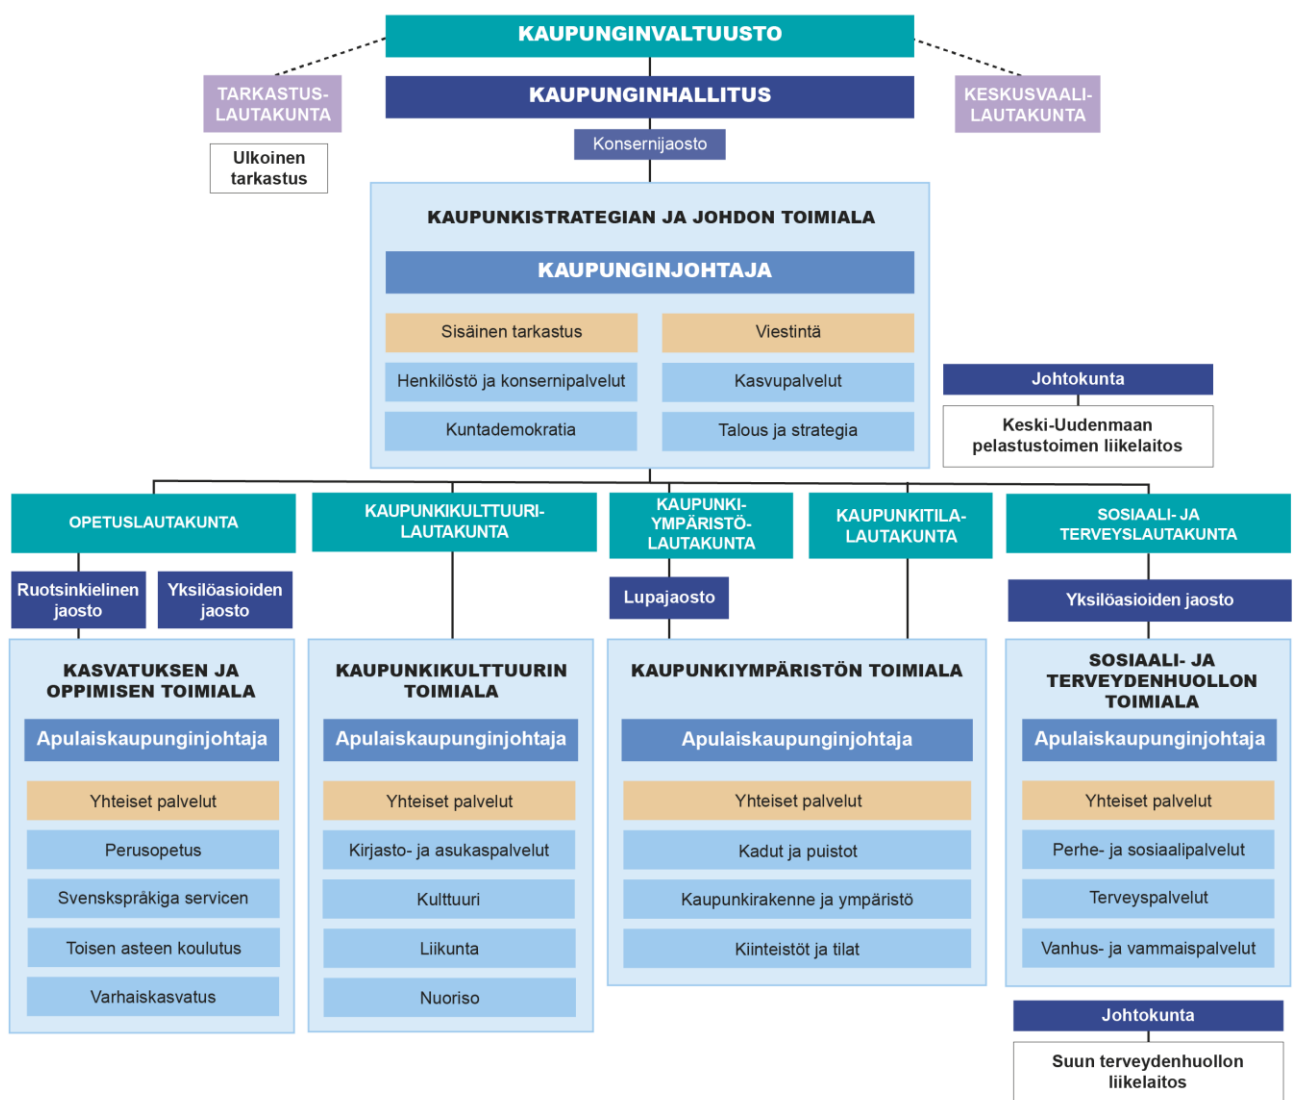 KAUPUNGINVALTUUSTO
TARKASTUS-
LAUTAKUNTA
KAUPUNGINHALLITUS
KESKUSVAALI-
LAUTAKUNTA
Ulkoinen
tarkastus
Konsernijaosto
KAUPUNKISTRATEGIAN JA JOHDON TOIMIALA
KAUPUNGINJOHTAJA
Sisäinen tarkastus
Viestintä
Henkilöstö ja konsernipalvelut
Kasvupalvelut
Kuntademokratia
Talous ja strategia
Johtokunta
Keski-Uudenmaan
pelastustoimen liikelaitos
OPETUSLAUTAKUNTA
KAUPUNKIKULTTUURI-
LAUTAKUNTA
KAUPUNKI-
YMPÄRISTÖ-
LAUTAKUNTA
KAUPUNKITILA-
LAUTAKUNTA
SOSIAALI- JA
TERVEYSLAUTAKUNTA
Ruotsinkielinen
jaosto
Yksilöasioiden
jaosto
Lupajaosto
Yksilöasioiden jaosto
KASVATUKSEN JA
OPPIMISEN TOIMIALA
Apulaiskaupunginjohtaja
Yhteiset palvelut
Perusopetus
Svenskspråkiga servicen
Toisen asteen koulutus
Varhaiskasvatus
KAUPUNKIKULTTUURIN
TOIMIALA
Apulaiskaupunginjohtaja
Yhteiset palvelut
Kirjasto- ja asukaspalvelut
Kulttuuri
Liikunta
Nuoriso
KAUPUNKIYMPÄRISTÖN TOIMIALA
Apulaiskaupunginjohtaja
Yhteiset palvelut
Kadut ja puistot
Kaupunkirakenne ja ympäristö
Kiinteistöt ja tilat
SOSIAALI- JA
TERVEYDENHUOLLON
TOIMIALA
Apulaiskaupunginjohtaja
Yhteiset palvelut
Perhe- ja sosiaalipalvelut
Terveyspalvelut
Vanhus- ja vammaispalvelut
Johtokunta
Suun terveydenhuollon
liikelaitos